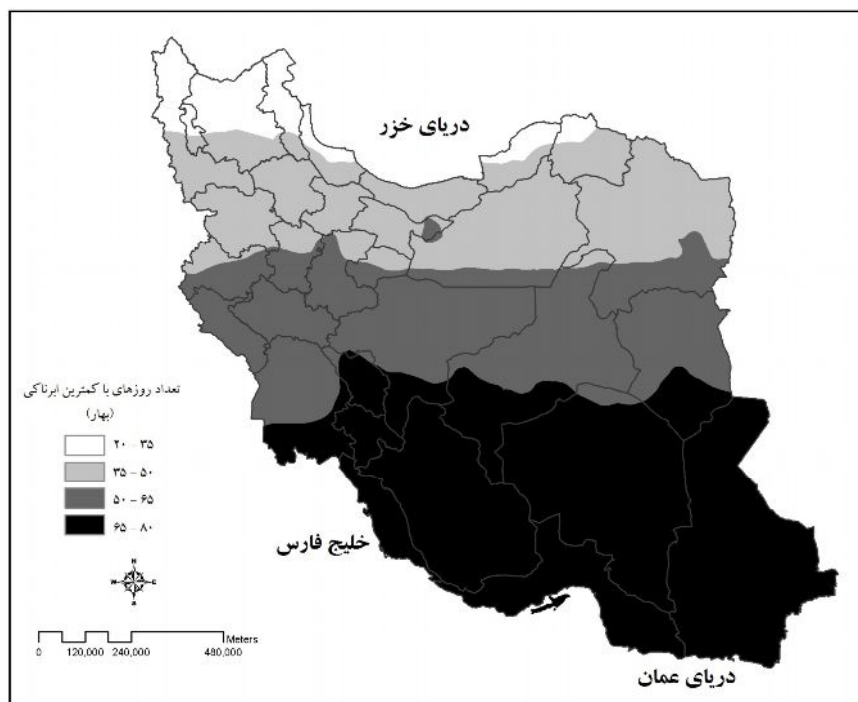 دریای خزر
تعداد روزهای با کمترین ابرناکی
(بهار)
۲۰ – ۳۵
۳۵ – ۵۰
۵۰ – ۶۵
۶۵ – ۸۰
خلیج فارس
دریای عمان
N
W E
S
Meters
0 120,000 240,000 480,000